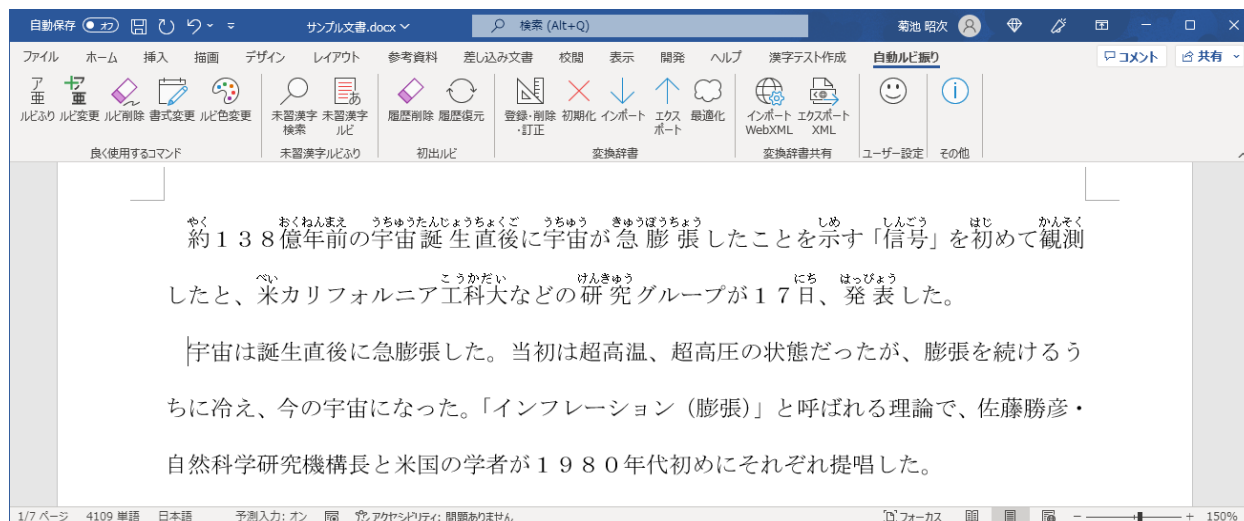 自動保存 オフ サンプル文書.docx 検索 (Alt+Q) 菊池 昭次
ファイル ホーム 挿入 描画 デザイン レイアウト 参考資料 差し込み文書 校閲 表示 開発 ヘルプ 漢字テスト作成 自動ルビ振り コメント 共有
ア亜 ア亜 あ
ルビふり ルビ変更 ルビ削除 書式変更 ルビ色変更 未習漢字 未習漢字 履歴削除 履歴復元 登録・削除 初期化 インポート エクス 最適化 インポート エクスポート
検索 ルビ ・訂正 ポート WebXML XML
良く使用するコマンド 未習漢字ルビふり 初出ルビ 変換辞書 変換辞書共有 ユーザー設定 その他
やく おくねんまえ うちゅうたんじょうちょくご うちゅう きゅうぼうちょう しめ しんごう はじ かんそく
約138億年前の宇宙誕生直後に宇宙が急膨張したことを示す「信号」を初めて観測
べい こうかだい けんきゅう にち はっぴょう
したと、米カリフォルニア工科大などの研究グループが17日、発表した。
宇宙は誕生直後に急膨張した。当初は超高温、超高圧の状態だったが、膨張を続けるう
ちに冷え、今の宇宙になった。「インフレーション(膨張)」と呼ばれる理論で、佐藤勝彦・
自然科学研究機構長と米国の学者が1980年代初めにそれぞれ提唱した。
1/7 ページ 4109 単語 日本語 予測入力: オン アクセシビリティ: 問題ありません フォーカス 150%